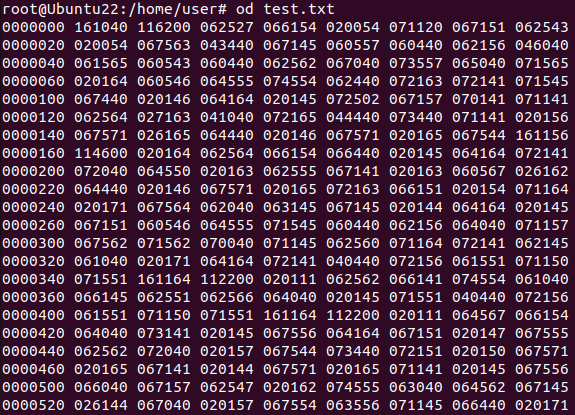 root@Ubuntu22:/home/user# od test.txt
0000000 161040 116200 062527 066154 020054 071120 067151 062543
0000020 020054 067563 043440 067145 060557 060440 062156 046040
0000040 061565 060543 060440 062562 067040 073557 065040 071565
0000060 020164 060546 064555 074554 062440 072163 072141 071545
0000100 067440 020146 064164 020145 072502 067157 070141 071141
0000120 062564 027163 041040 072165 044440 073440 071141 020156
0000140 067571 026165 064440 020146 067571 020165 067544 161156
0000160 114600 020164 062564 066154 066440 020145 064164 072141
0000200 072040 064550 020163 062555 067141 020163 060567 026162
0000220 064440 020146 067571 020165 072163 066151 020154 071164
0000240 020171 067564 062040 063145 067145 020144 064164 020145
0000260 067151 060546 064555 071545 060440 062156 064040 071157
0000300 067562 071562 070040 071145 062560 071164 072141 062145
0000320 061040 020171 064164 072141 040440 072156 061551 071150
0000340 071551 161164 112200 020111 062562 066141 074554 061040
0000360 066145 062551 062566 064040 020145 071551 040440 072156
0000400 061551 071150 071551 161164 112200 020111 064567 066154
0000420 064040 073141 020145 067556 064164 067151 020147 067555
0000440 062562 072040 020157 067544 073440 072151 020150 067571
0000460 020165 067141 020144 067571 020165 071141 020145 067556
0000500 066040 067157 062547 020162 074555 063040 064562 067145
0000520 026144 067040 020157 067554 063556 071145 066440 020171